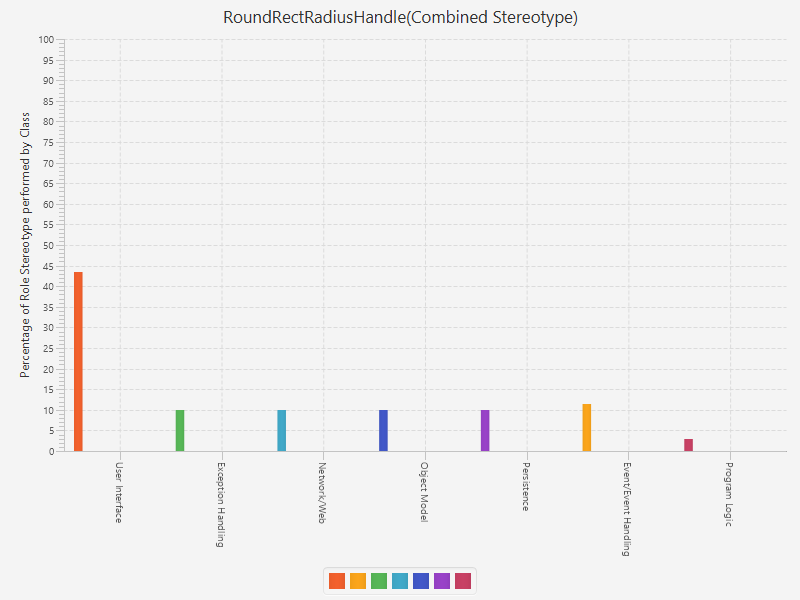 RoundRectRadiusHandle(Combined Stereotype)
Percentage of Role Stereotype performed by Class
100
95
90
85
80
75
70
65
60
55
50
45
40
35
30
25
20
15
10
5
0
User Interface
Exception Handling
Network/Web
Object Model
Persistence
Event/Event Handling
Program Logic